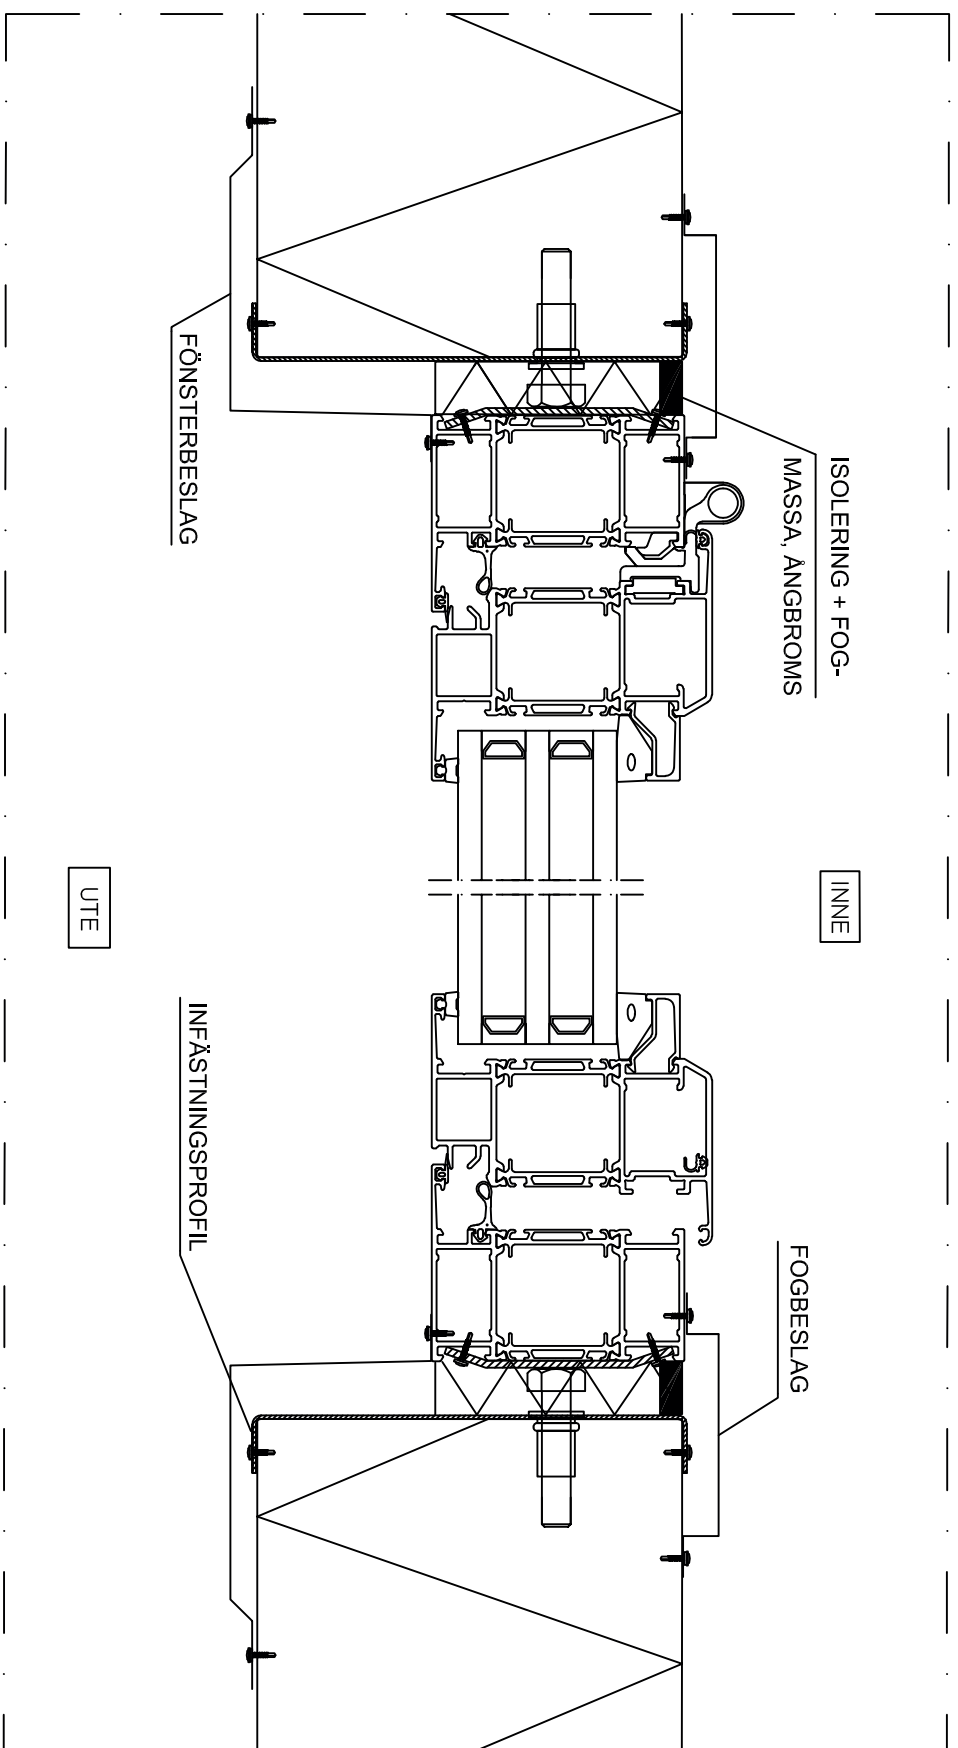 ISOLERING + FOG-
MASSA, ÅNGBROMS
INNE
FOGBESLAG
FÖNSTERBESLAG
UTE
INFÄSTNINGSPROFIL